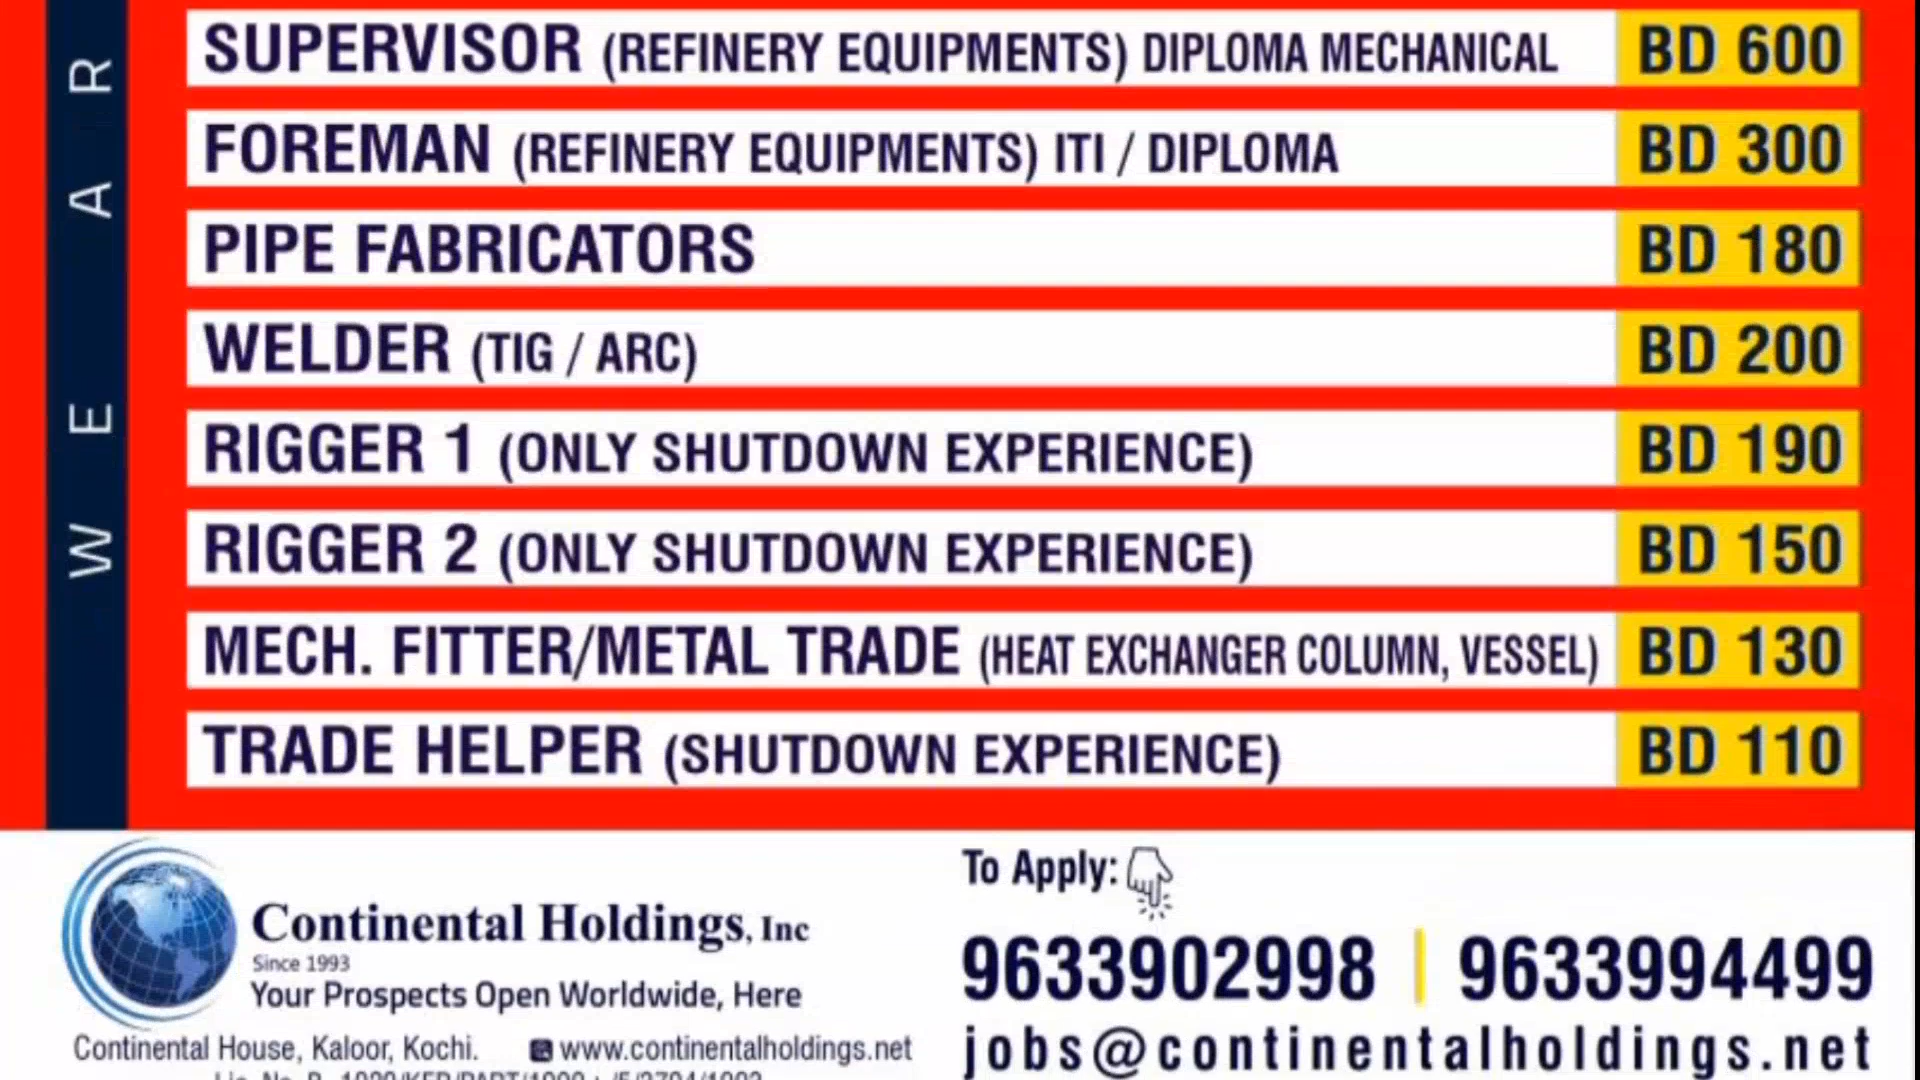 WEAR
SUPERVISOR (REFINERY EQUIPMENTS) DIPLOMA MECHANICAL BD 600
FOREMAN (REFINERY EQUIPMENTS) ITI / DIPLOMA BD 300
PIPE FABRICATORS BD 180
WELDER (TIG / ARC) BD 200
RIGGER 1 (ONLY SHUTDOWN EXPERIENCE) BD 190
RIGGER 2 (ONLY SHUTDOWN EXPERIENCE) BD 150
MECH. FITTER/METAL TRADE (HEAT EXCHANGER COLUMN, VESSEL) BD 130
TRADE HELPER (SHUTDOWN EXPERIENCE) BD 110
Continental Holdings, Inc
Since 1993
Your Prospects Open Worldwide, Here
Continental House, Kaloor, Kochi. www.continentalholdings.net
To Apply:
9633902998 | 9633994499
jobs@continentalholdings.net